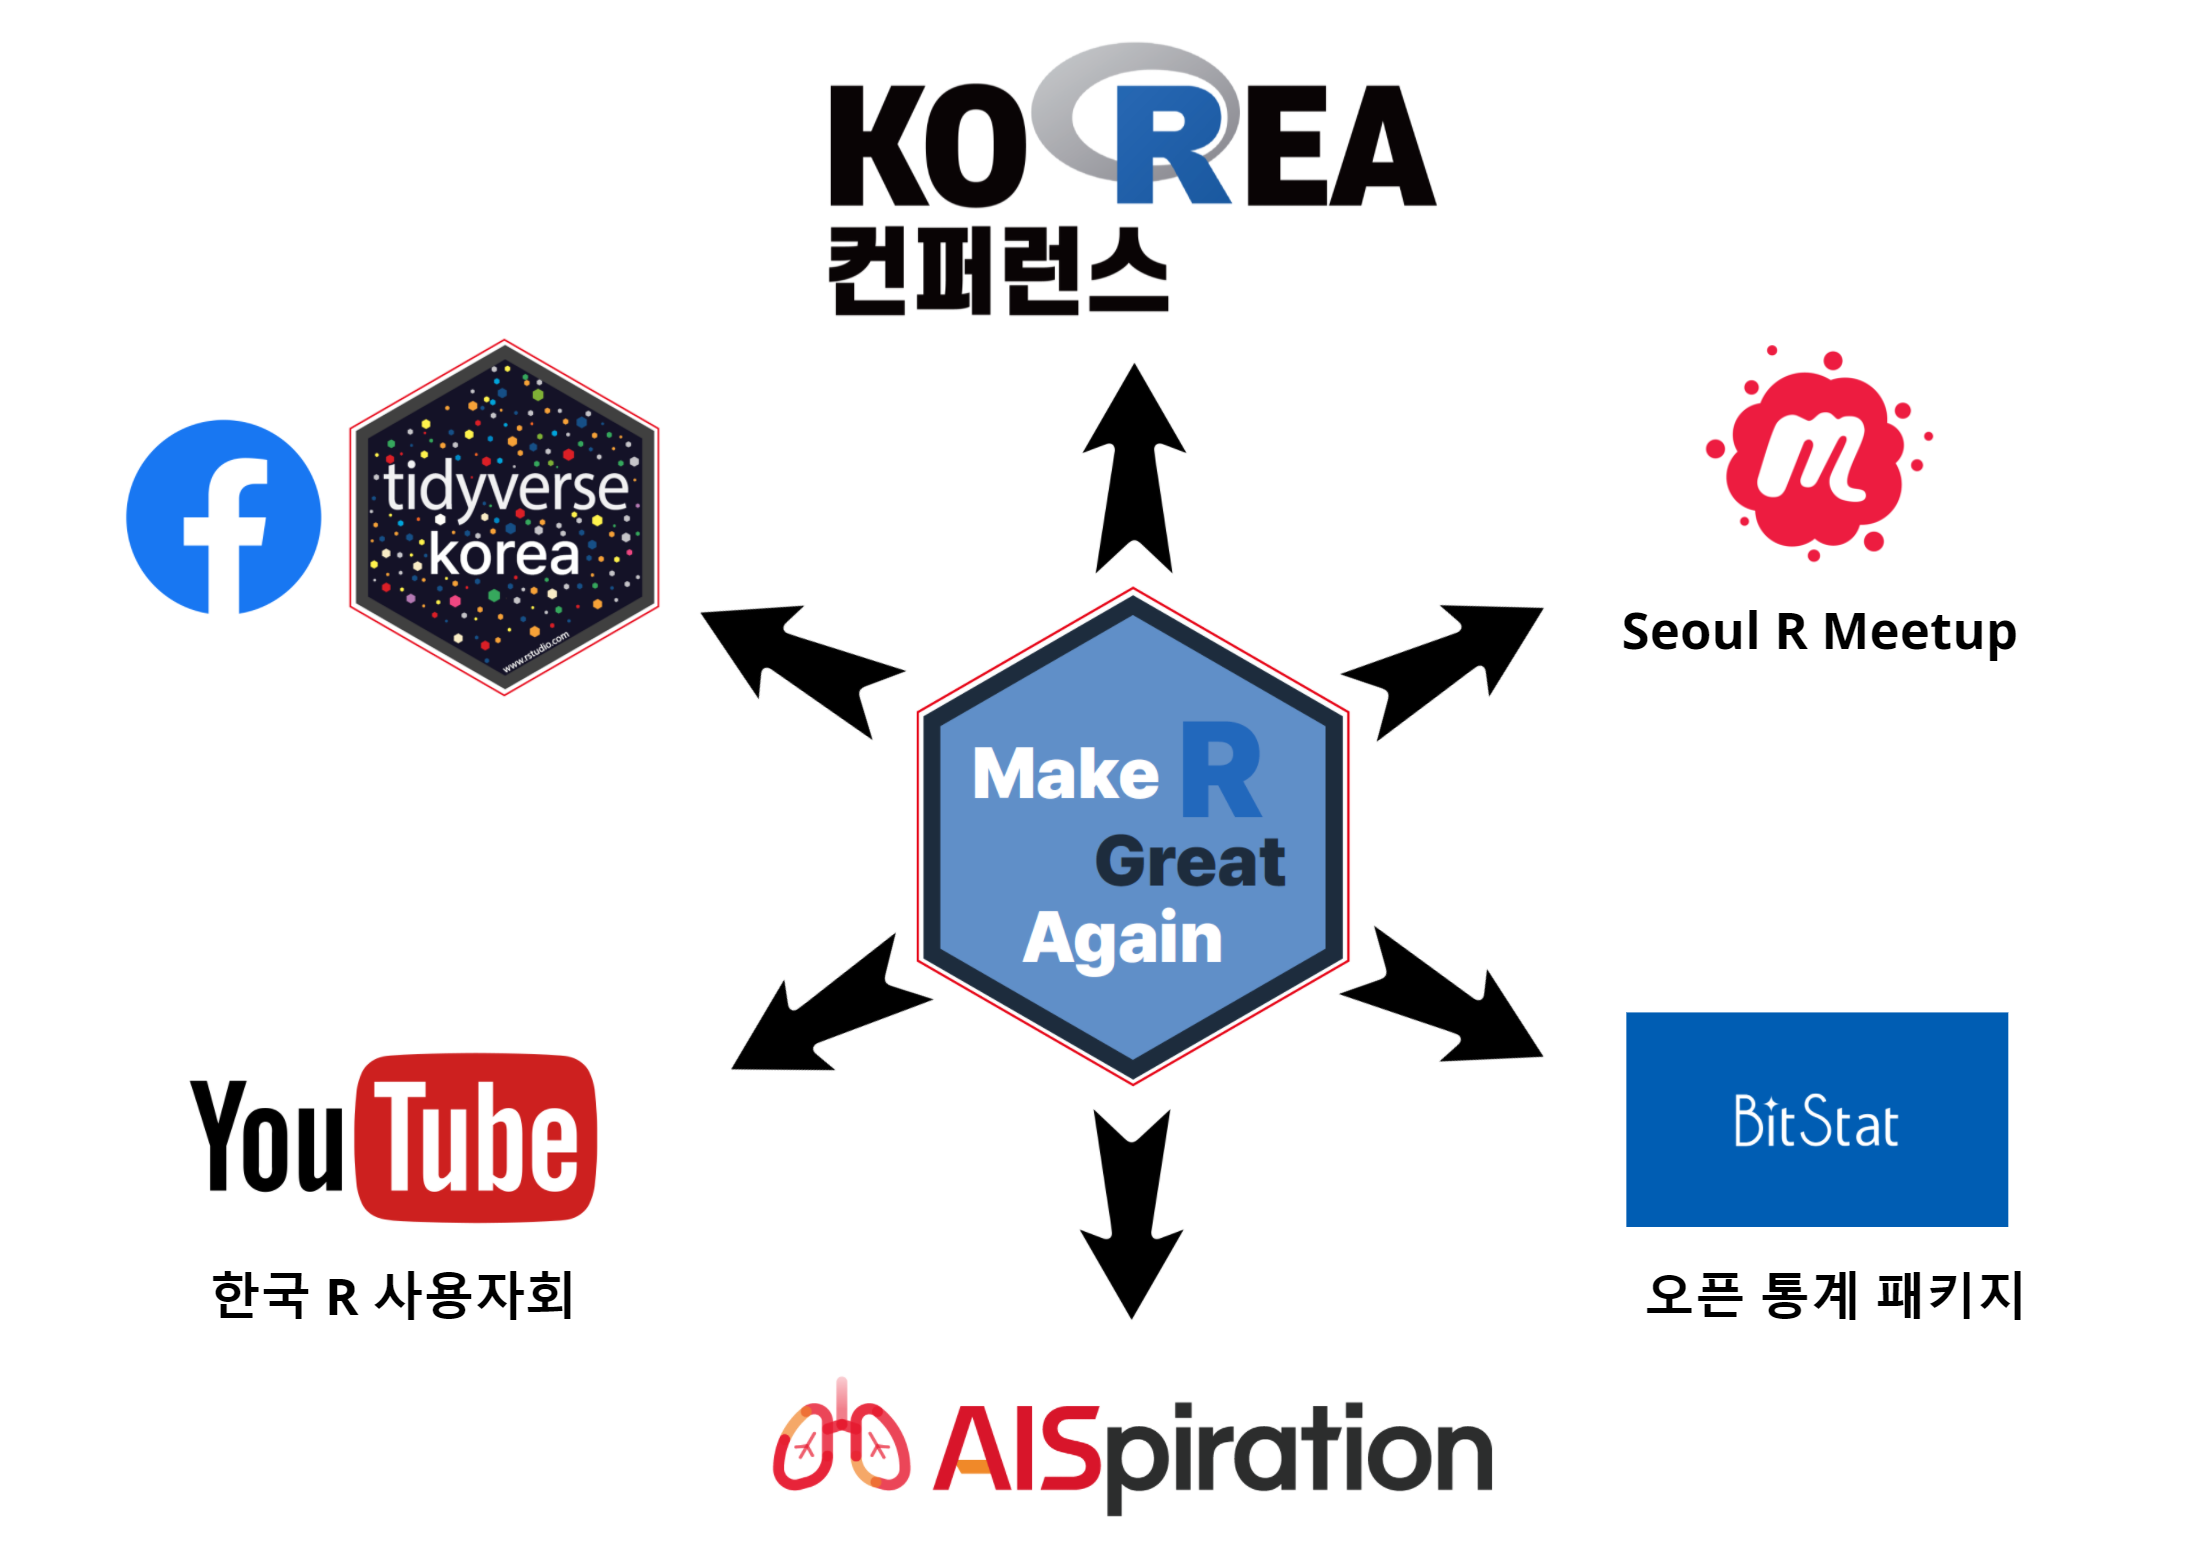 KOREA
컨퍼런스
tidyverse
korea
www.rstudio.com
m
Seoul R Meetup
Make R
Great
Again
YouTube
한국 R 사용자회
BitStat
오픈 통계 패키지
AISpiration